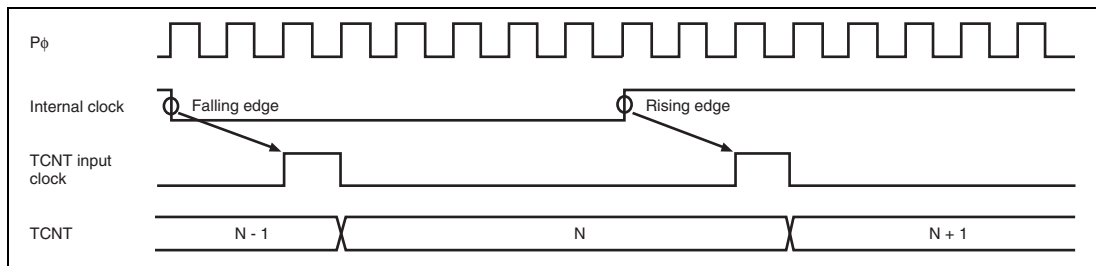 Pϕ
Internal clock
Falling edge
Rising edge
TCNT input
clock
TCNT
N - 1
N
N + 1